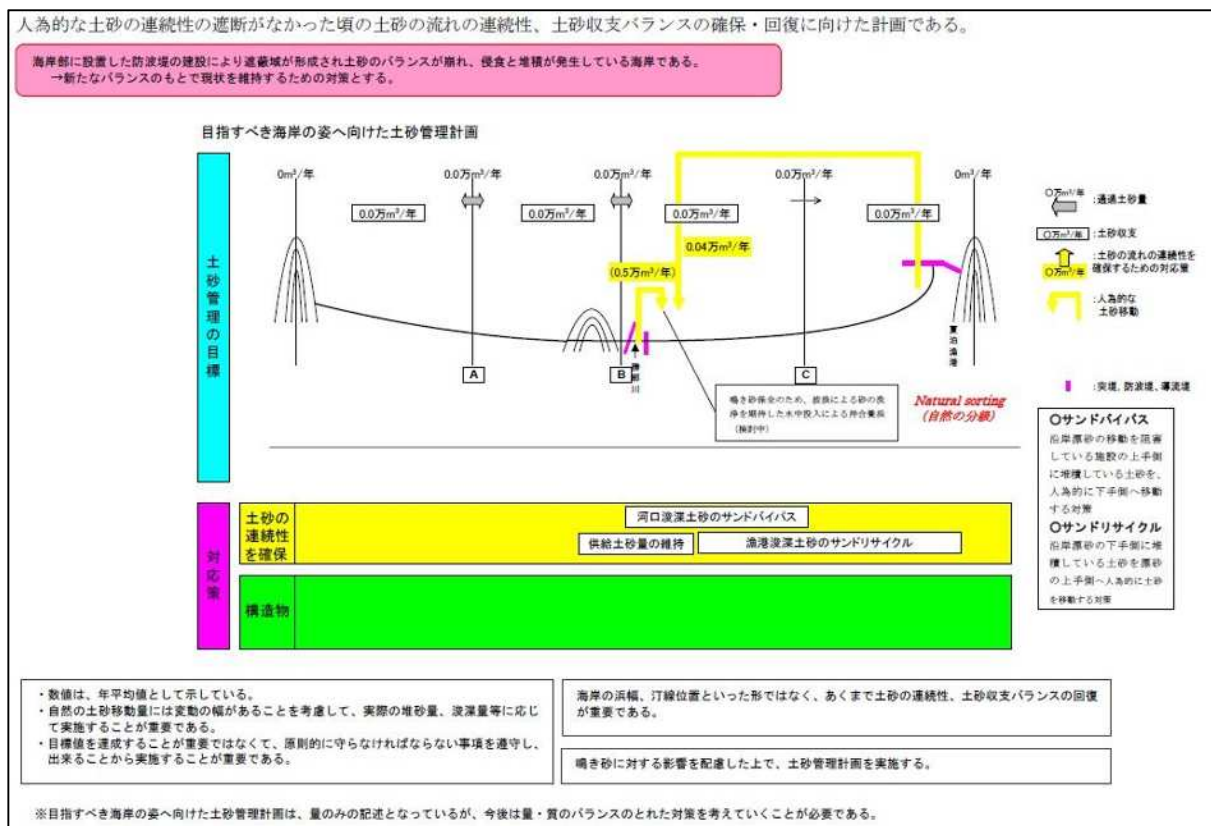 人為的な土砂の連続性の遮断がなかった頃の土砂の流れの連続性、土砂収支バランスの確保・回復に向けた計画である。
海岸部に設置した防波堤の建設により遮蔽域が形成され土砂のバランスが崩れ、侵食と堆積が発生している海岸である。
→新たなバランスのもとで現状を維持するための対策とする。
目指すべき海岸の姿へ向けた土砂管理計画
土砂管理の目標
0m³/年
0.0万m³/年
0.0万m³/年
0.0万m³/年
0m³/年
0.0万m³/年
0.0万m³/年
0.0万m³/年
0.0万m³/年
0.04万m³/年
(0.5万m³/年)
A
B
C
夏泊漁港
鳴き砂保全のため、波浪による砂の洗
浄を期待した水中投入による
(検討中)
Natural sorting
(自然の分級)
〇万m³/年
:通過土砂量
〇万m³/年
:土砂収支
:土砂の流れの連続性を
確保するための対応策
〇万m³/年
:人為的な
土砂移動
:突堤、防波堤、導流堤
〇サンドバイパス
沿岸漂砂の移動を阻害
している施設の上手側
に堆積している土砂を、
人為的に下手側へ移動
する対策
〇サンドリサイクル
沿岸漂砂の下手側に堆
積している土砂を漂砂
の上手側へ人為的に土砂
を移動する対策
対応策
土砂の
連続性
を確保
河口浚渫土砂のサンドバイパス
供給土砂量の維持
漁港浚渫土砂のサンドリサイクル
構造物
・数値は、年平均値として示している。
・自然の土砂移動量には変動の幅があることを考慮して、実際の堆砂量、浚渫量等に応じ
て実施することが重要である。
・目標値を達成することが重要ではなくて、原則的に守らなければならない事項を遵守し、
出来ることから実施することが重要である。
海岸の浜幅、汀線位置といった形ではなく、あくまで土砂の連続性、土砂収支バランスの回復
が重要である。
鳴き砂に対する影響を配慮した上で、土砂管理計画を実施する。
※目指すべき海岸の姿へ向けた土砂管理計画は、量のみの記述となっているが、今後は量・質のバランスのとれた対策を考えていくことが必要である。